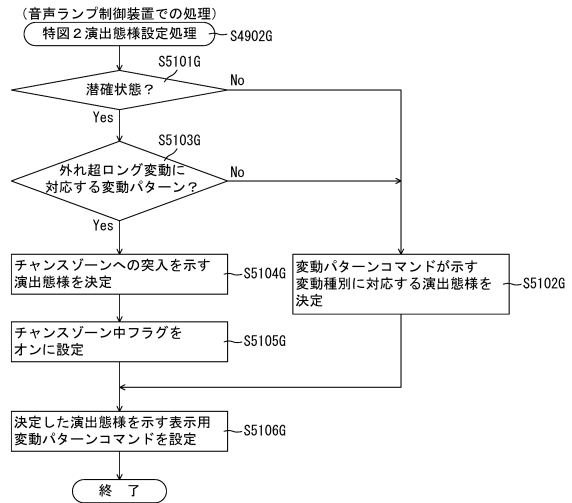 (音声ランプ制御装置での処理)
特図2演出態様設定処理
S4902G
S5101G
潜確状態?
No
Yes
S5103G
外れ超ロング変動に
対応する変動パターン?
No
Yes
チャンスゾーンへの突入を示す
演出態様を決定
S5104G
変動パターンコマンドが示す
変動種別に対応する演出態様を
決定
S5102G
チャンスゾーン中フラグを
オンに設定
S5105G
決定した演出態様を示す表示用
変動パターンコマンドを設定
S5106G
終 了